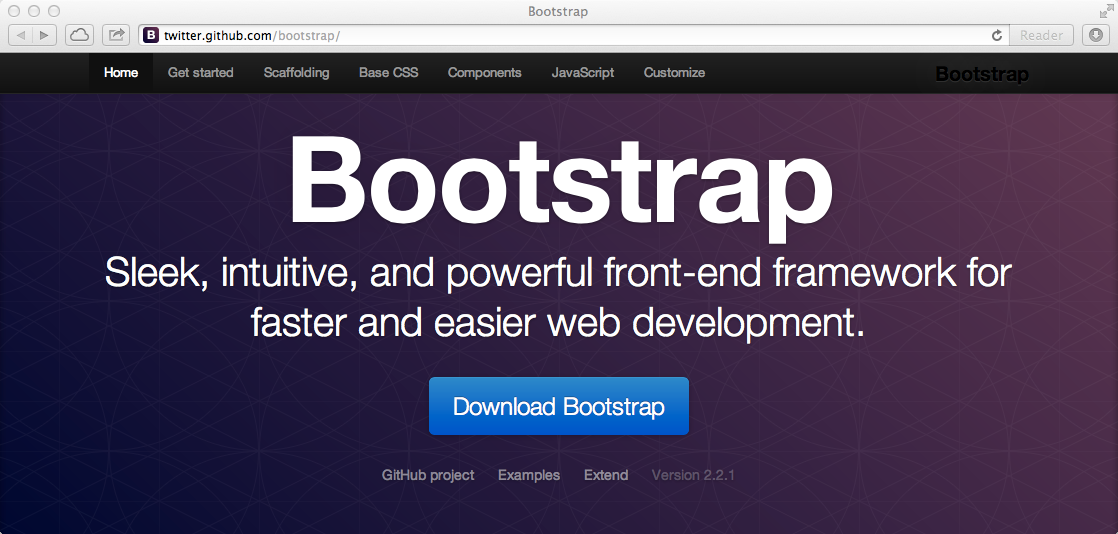 Bootstrap
B twitter.github.com/bootstrap/ Reader
Home Get started Scaffolding Base CSS Components JavaScript Customize Bootstrap
Bootstrap
Sleek, intuitive, and powerful front-end framework for
faster and easier web development.
Download Bootstrap
GitHub project Examples Extend Version 2.2.1